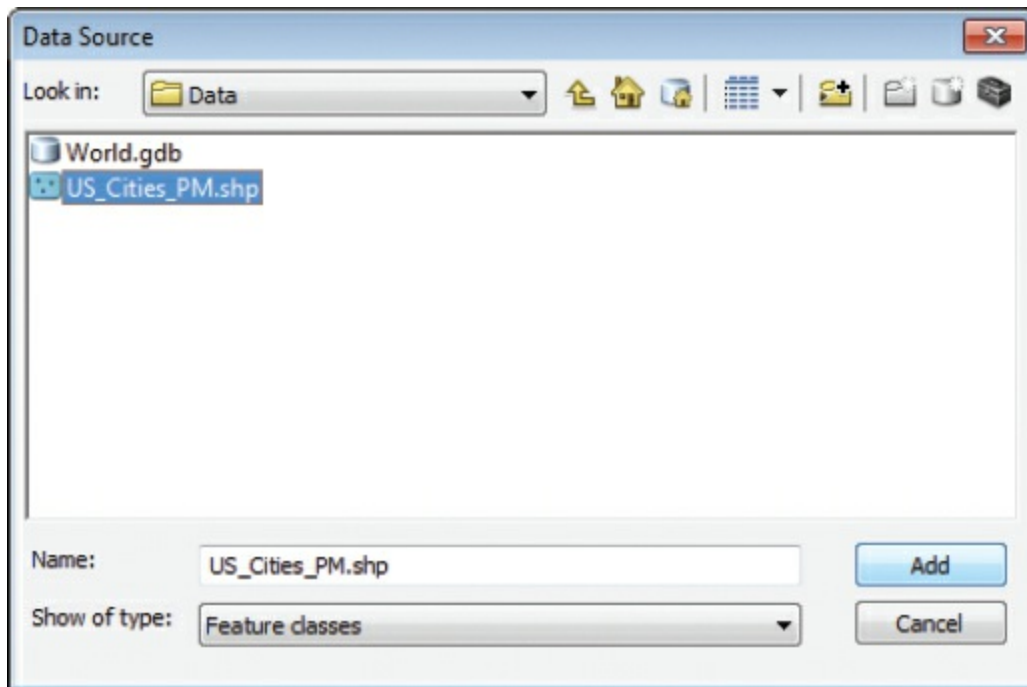 Data Source
Look in:
Data
World.gdb
US_Cities_PM.shp
Name:
US_Cities_PM.shp
Add
Show of type:
Feature classes
Cancel